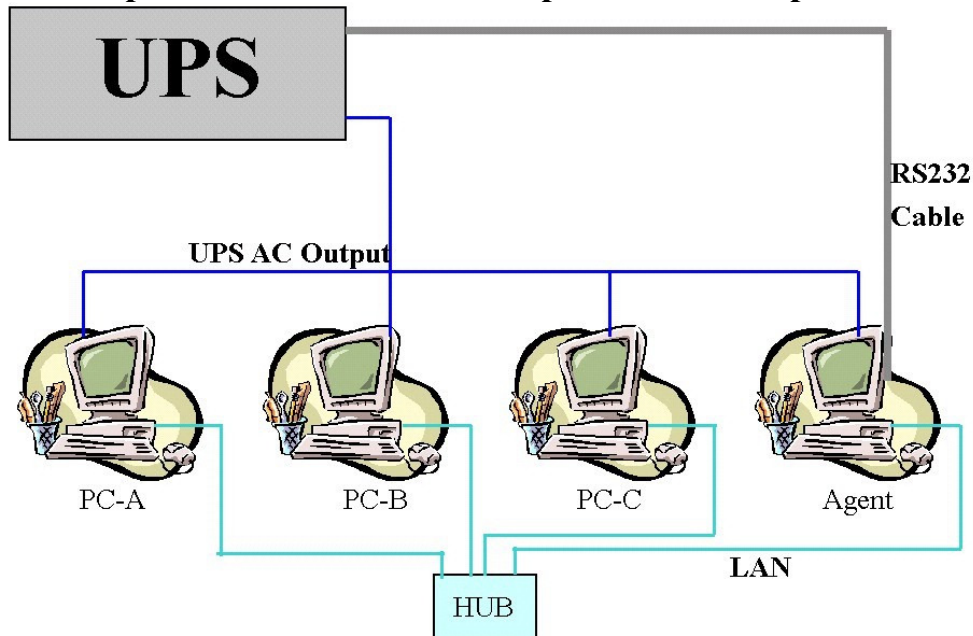 UPS
RS232
Cable
UPS AC Output
PC-A
PC-B
PC-C
Agent
LAN
HUB